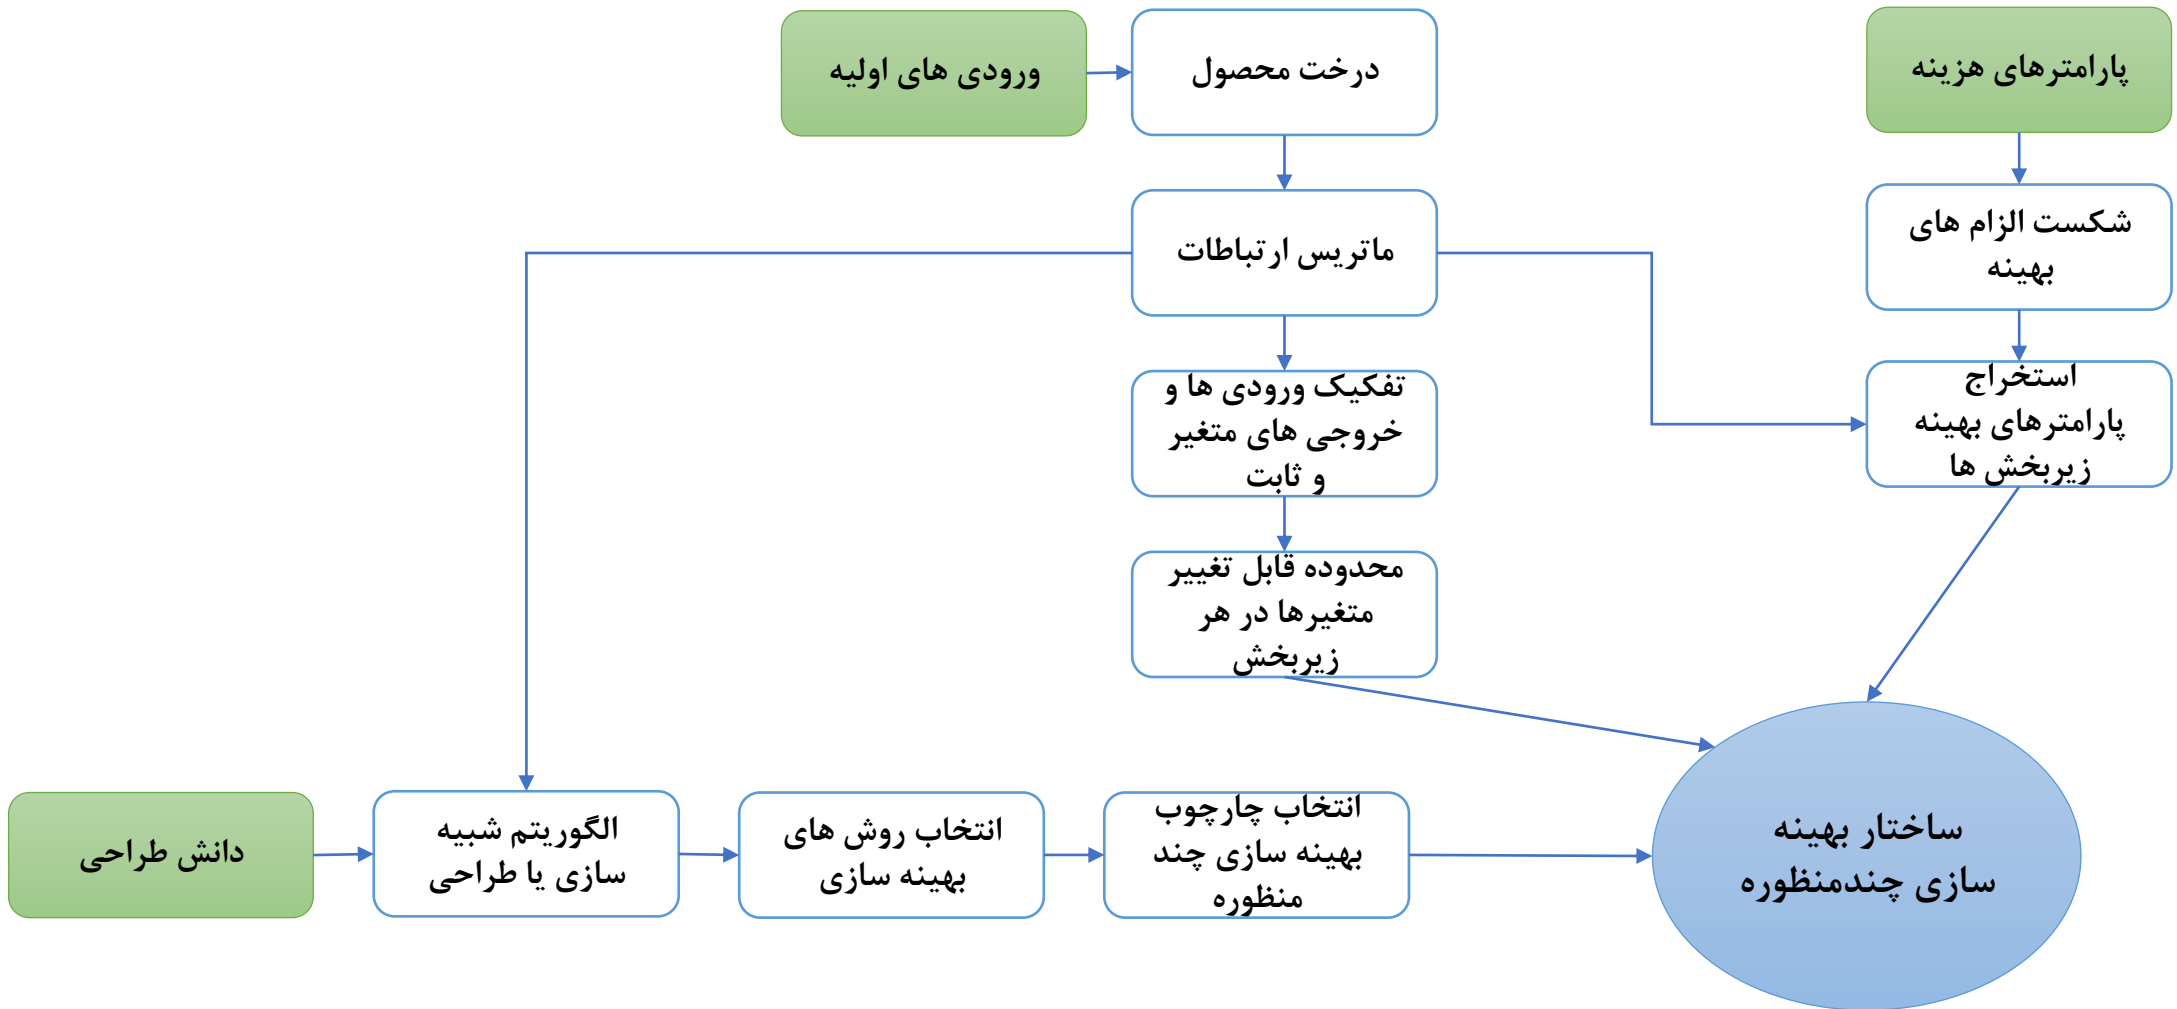 پارامترهای هزینه
درخت محصول
ورودی های اولیه
شکست الزام های
بهینه
ماتریس ارتباطات
استخراج
پارامترهای بهینه
زیربخش ها
تفکیک ورودی ها و
خروجی های متغیر
و ثابت
محدوده قابل تغییر
متغیرها در هر
زیربخش
دانش طراحی
الگوریتم شبیه
سازی یا طراحی
انتخاب روش های
بهینه سازی
انتخاب چارچوب
بهینه سازی چند
منظوره
ساختار بهینه
سازی چندمنظوره